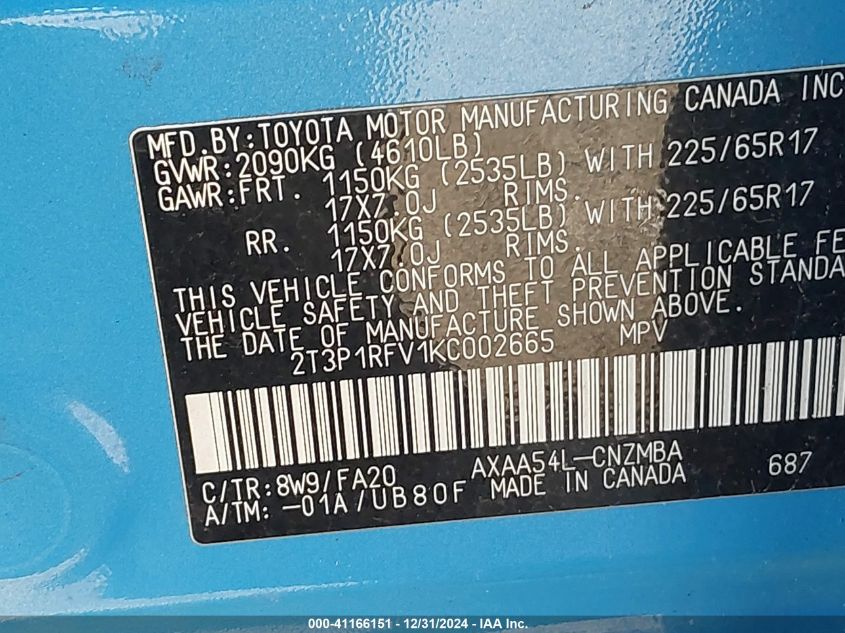 MFD.BY:TOYOTA MOTOR MANUFACTURING CANADA INC
GVWR:2090KG (4610LB)
GAWR:FRT. 1150KG (2535LB) WITH 225/65R17
17X7.0J RIMS.
RR. 1150KG (2535LB) WITH 225/65R17
17X7.0J RIMS.
THIS VEHICLE CONFORMS TO ALL APPLICABLE FE
VEHICLE SAFETY AND THEFT PREVENTION STANDA
THE DATE OF MANUFACTURE SHOWN ABOVE.
2T3P1RFV1KC002665 MPV
C/TR:8W9/FA20 AXAA54L-CNZMBA 687
A/TM:-01A/UB80F MADE IN CANADA
000-41166151 - 12/31/2024 - IAA Inc.